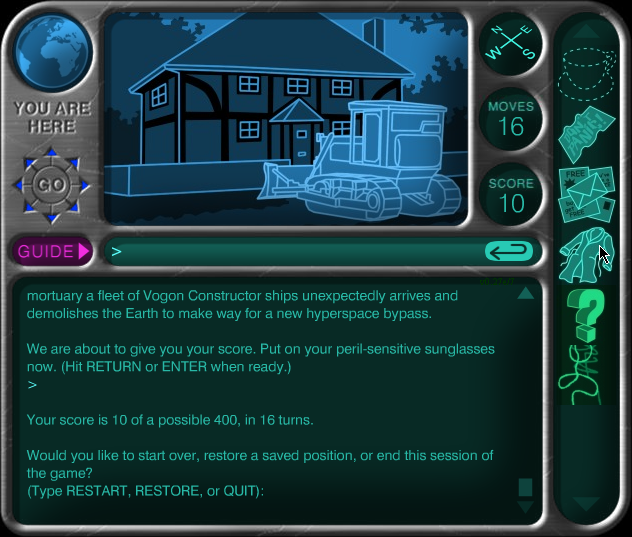 N
E
W
S
YOU ARE
HERE
MOVES
16
GO
FREE
FREE
SCORE
10
GUIDE
>
mortuary a fleet of Vogon Constructor ships unexpectedly arrives and
demolishes the Earth to make way for a new hyperspace bypass.
We are about to give you your score. Put on your peril-sensitive sunglasses
now. (Hit RETURN or ENTER when ready.)
>
Your score is 10 of a possible 400, in 16 turns.
Would you like to start over, restore a saved position, or end this session of
the game?
(Type RESTART, RESTORE, or QUIT):
?